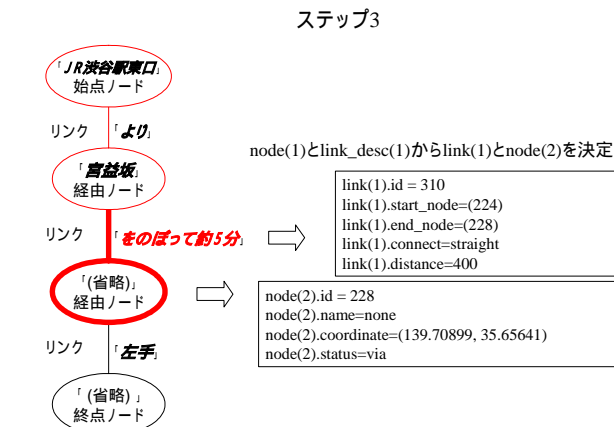 ステップ3
「JR渋谷駅東口」
始点ノード
リンク 「より」
node(1)とlink_desc(1)からlink(1)とnode(2)を決定
「宮益坂」
経由ノード
link(1).id = 310
link(1).start_node=(224)
link(1).end_node=(228)
link(1).connect=straight
link(1).distance=400
リンク 「をのぼって約5分」
「(省略)」
経由ノード
node(2).id = 228
node(2).name=none
node(2).coordinate=(139.70899, 35.65641)
node(2).status=via
リンク 「左手」
「(省略)」
終点ノード